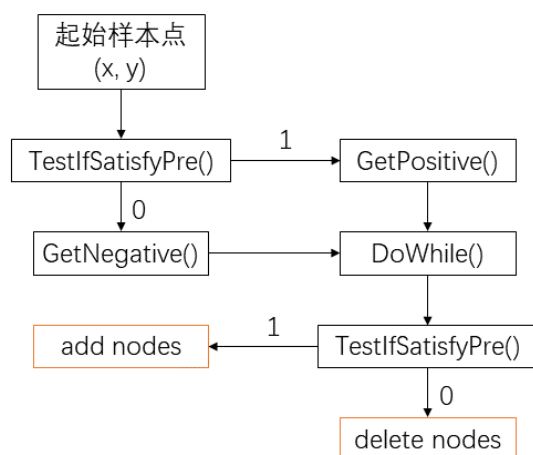 起始样本点
(x, y)
TestIfSatisfyPre()
1
GetPositive()
0
GetNegative()
DoWhile()
add nodes
1
TestIfSatisfyPre()
0
delete nodes